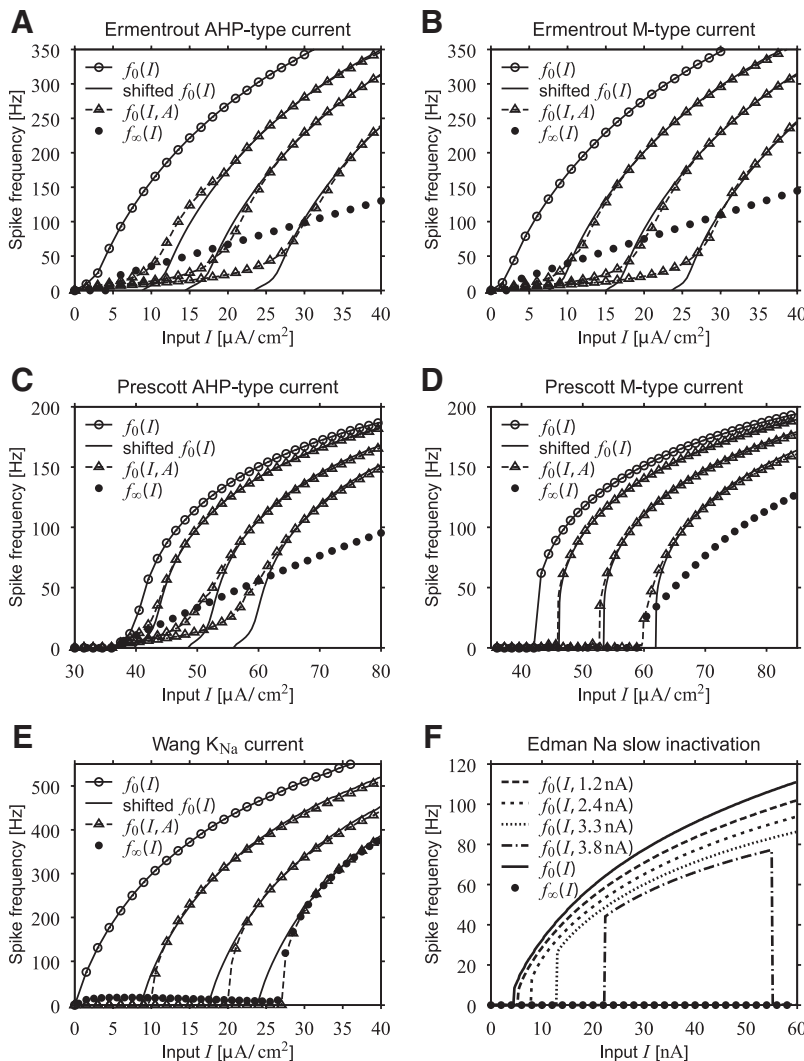 A
Ermentrout AHP-type current
Spike frequency [Hz]
350
300
250
200
150
100
50
0
f₀(I)
shifted f₀(I)
f₀(I, A)
f∞(I)
0 5 10 15 20 25 30 35 40
Input I [μA/cm²]
B
Ermentrout M-type current
Spike frequency [Hz]
350
300
250
200
150
100
50
0
f₀(I)
shifted f₀(I)
f₀(I, A)
f∞(I)
0 5 10 15 20 25 30 35 40
Input I [μA/cm²]
C
Prescott AHP-type current
Spike frequency [Hz]
200
150
100
50
0
f₀(I)
shifted f₀(I)
f₀(I, A)
f∞(I)
30 40 50 60 70 80
Input I [μA/cm²]
D
Prescott M-type current
Spike frequency [Hz]
200
150
100
50
0
f₀(I)
shifted f₀(I)
f₀(I, A)
f∞(I)
40 50 60 70 80
Input I [μA/cm²]
E
Wang K_Na current
Spike frequency [Hz]
500
400
300
200
100
0
f₀(I)
shifted f₀(I)
f₀(I, A)
f∞(I)
0 5 10 15 20 25 30 35 40
Input I [μA/cm²]
F
Edman Na slow inactivation
Spike frequency [Hz]
120
100
80
60
40
20
0
f₀(I, 1.2 nA)
f₀(I, 2.4 nA)
f₀(I, 3.3 nA)
f₀(I, 3.8 nA)
f₀(I)
f∞(I)
0 10 20 30 40 50 60
Input I [nA]